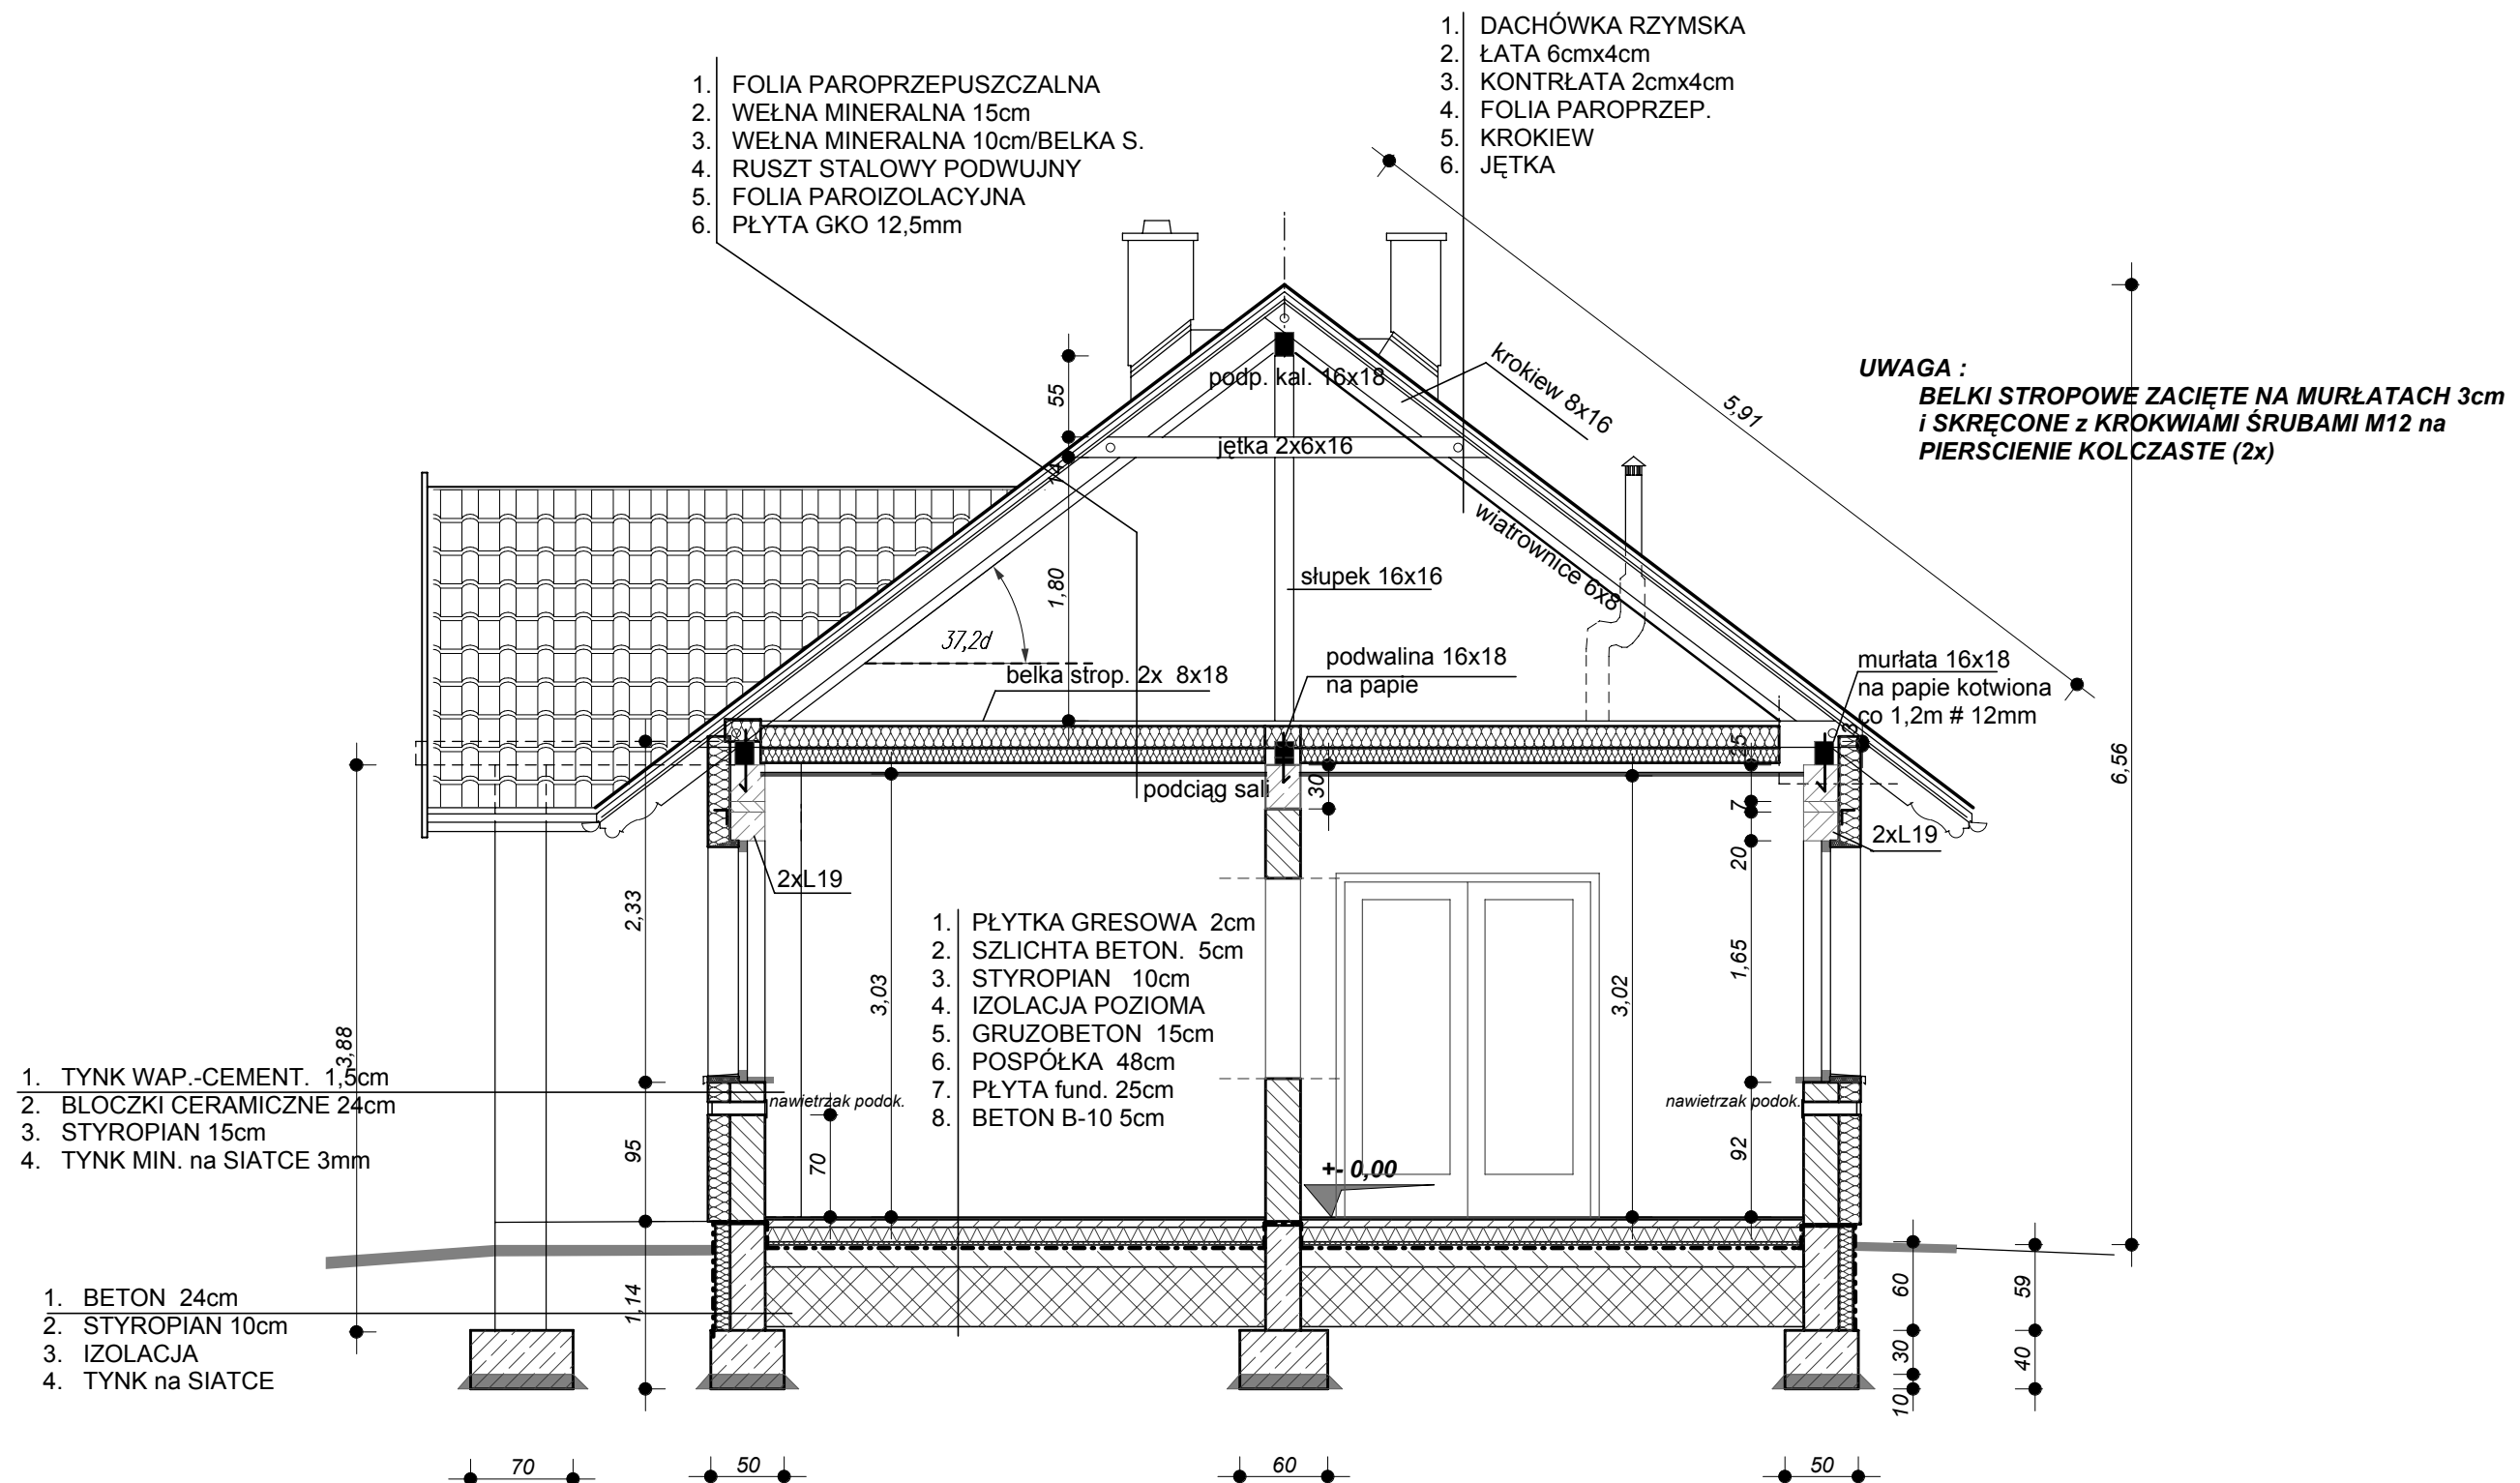 1. DACHÓWKA RZYMSKA
2. ŁATA 6cmx4cm
3. KONTRŁATA 2cmx4cm
4. FOLIA PAROPRZEP.
5. KROKIEW
6. JĘTKA
1. FOLIA PAROPRZEPUSZCZALNA
2. WEŁNA MINERALNA 15cm
3. WEŁNA MINERALNA 10cm/BELKA S.
4. RUSZT STALOWY PODWUJNY
5. FOLIA PAROIZOLACYJNA
6. PŁYTA GKO 12,5mm
UWAGA :
BELKI STROPOWE ZACIĘTE NA MURŁATACH 3cm
i SKRĘCONE z KROKWIAMI ŚRUBAMI M12 na
PIERSCIENIE KOLCZASTE (2x)
5,91
krokiew 8x16
podp. kal. 16x18
55
jętka 2x6x16
wiatrownice 6x8
słupek 16x16
1,80
37,2d
belka strop. 2x 8x18
podwalina 16x18
na papie
murłata 16x18
na papie kotwiona
co 1,2m # 12mm
6,56
25
podciąg sali
30
7
20
2xL19
2xL19
2,33
3,03
3,02
1,65
3,88
1. PŁYTKA GRESOWA 2cm
2. SZLICHTA BETON. 5cm
3. STYROPIAN 10cm
4. IZOLACJA POZIOMA
5. GRUZOBETON 15cm
6. POSPÓŁKA 48cm
7. PŁYTA fund. 25cm
8. BETON B-10 5cm
1. TYNK WAP.-CEMENT. 1,5cm
2. BLOCZKI CERAMICZNE 24cm
3. STYROPIAN 15cm
4. TYNK MIN. na SIATCE 3mm
nawietrzak podok.
nawietrzak podok.
95
70
92
+- 0,00
1. BETON 24cm
2. STYROPIAN 10cm
3. IZOLACJA
4. TYNK na SIATCE
1,14
60
59
30
40
10
70
50
60
50